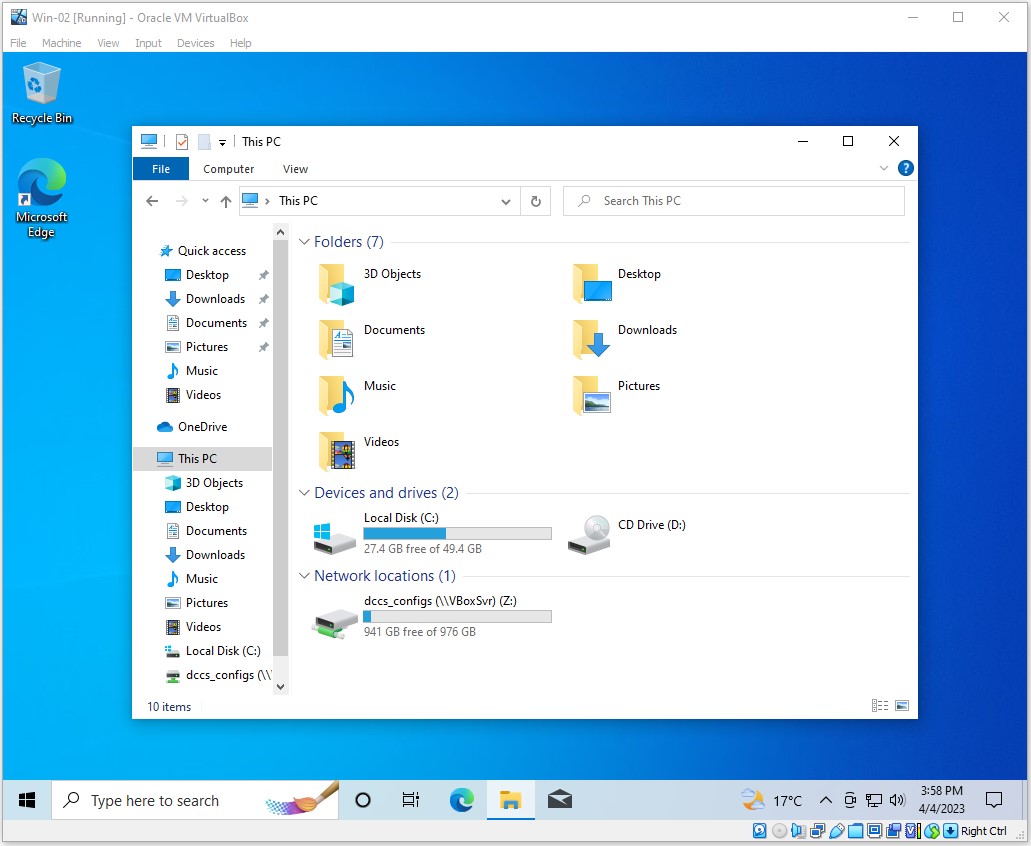 Win-02 [Running] - Oracle VM VirtualBox
File Machine View Input Devices Help
Recycle Bin
Microsoft
Edge
This PC
File Computer View
This PC
Search This PC
Quick access
Desktop
Downloads
Documents
Pictures
Music
Videos
OneDrive
This PC
3D Objects
Desktop
Documents
Downloads
Music
Pictures
Videos
Local Disk (C:)
dccs_configs (\\
Folders (7)
3D Objects
Desktop
Documents
Downloads
Music
Pictures
Videos
Devices and drives (2)
Local Disk (C:)
27.4 GB free of 49.4 GB
CD Drive (D:)
Network locations (1)
dccs_configs (\\VBoxSvr) (Z:)
941 GB free of 976 GB
10 items
Type here to search
17°C
3:58 PM
4/4/2023
Right Ctrl